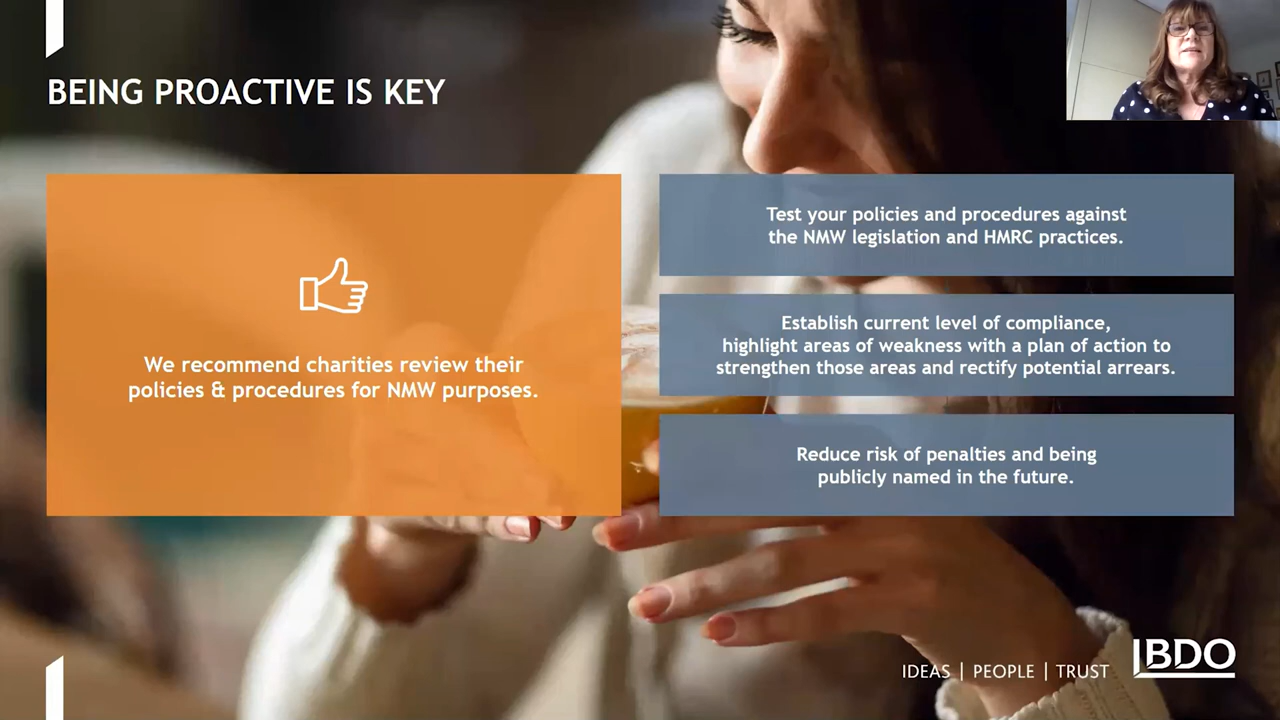 BEING PROACTIVE IS KEY
We recommend charities review their
policies & procedures for NMW purposes.
Test your policies and procedures against
the NMW legislation and HMRC practices.
Establish current level of compliance,
highlight areas of weakness with a plan of action to
strengthen those areas and rectify potential arrears.
Reduce risk of penalties and being
publicly named in the future.
IDEAS | PEOPLE | TRUST
BDO